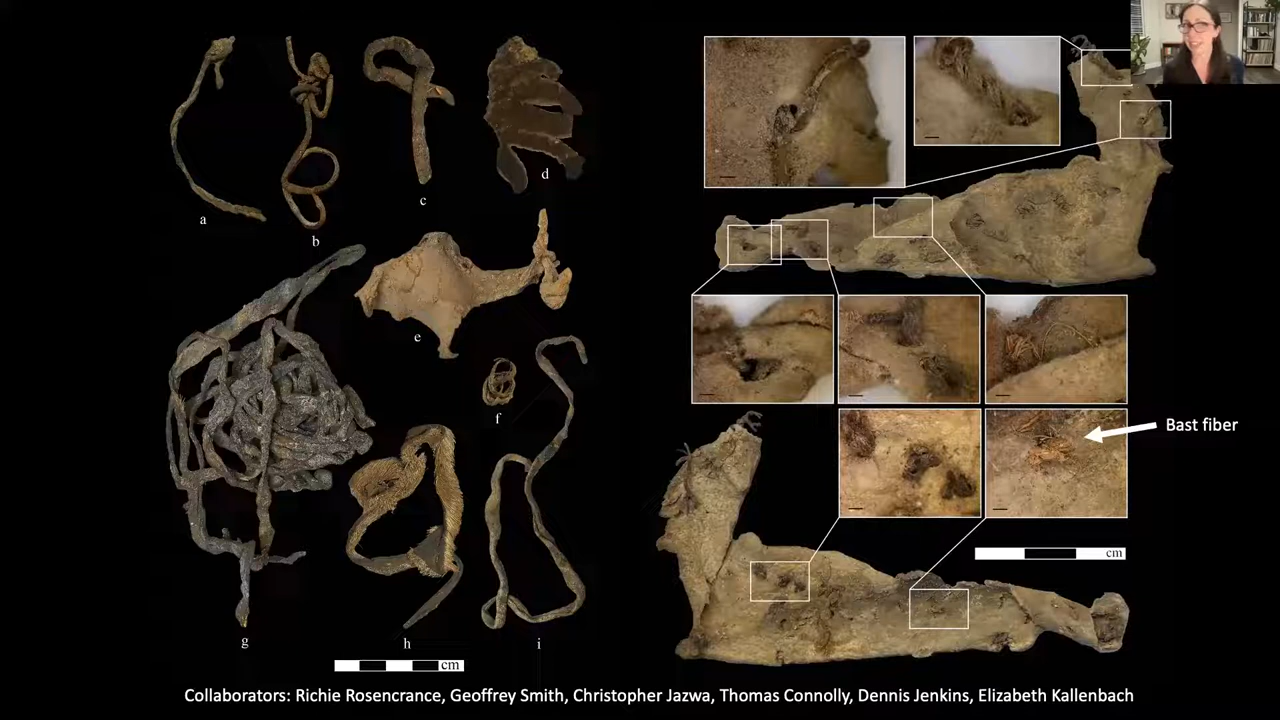 a
b
c
d
e
f
g
h
i
cm
Bast fiber
cm
Collaborators: Richie Rosencrance, Geoffrey Smith, Christopher Jazwa, Thomas Connolly, Dennis Jenkins, Elizabeth Kallenbach